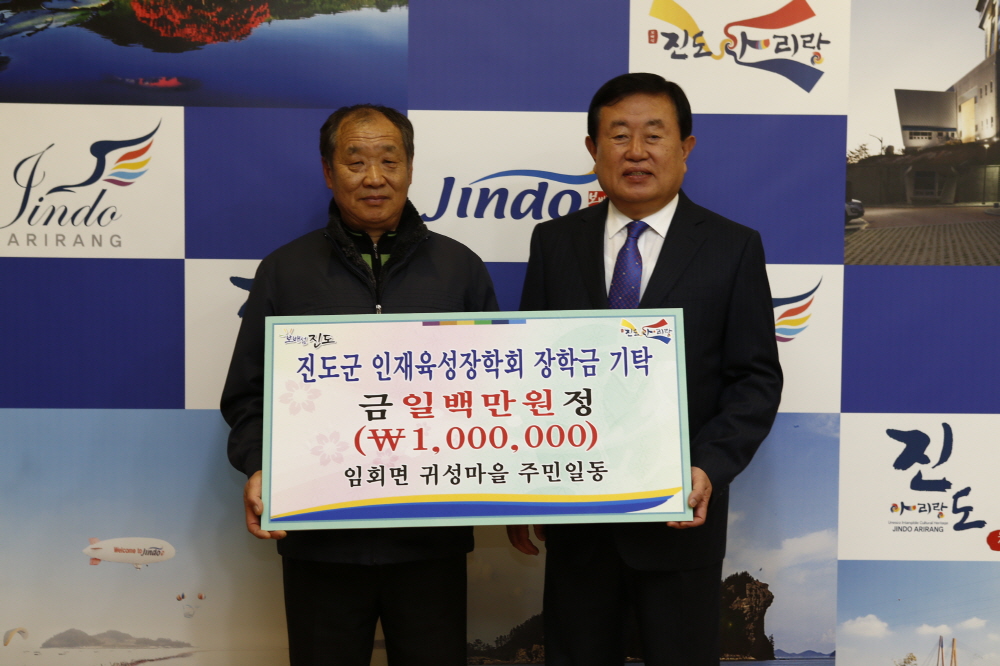 진도 아리랑
Jindo
ARIRANG
Jindo
보배섬 진도
진도 아리랑
진도군 인재육성장학회 장학금 기탁
금 일백만원정
(₩1,000,000)
임회면 귀성마을 주민일동
진도
아리랑
JINDO ARIRANG
Welcome to Jindo